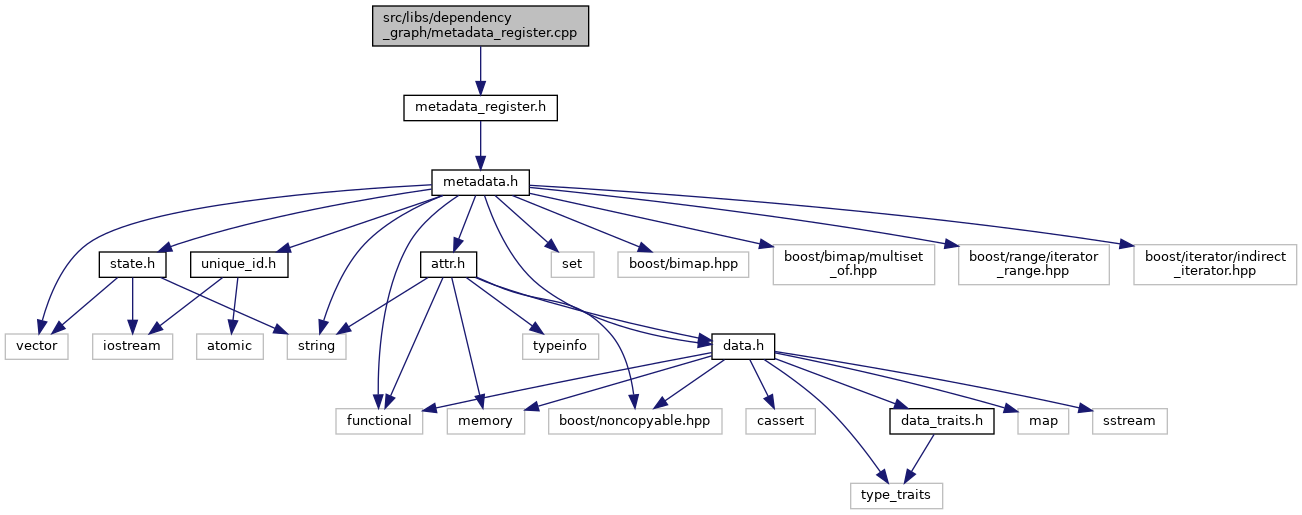 src/libs/dependency
_graph/metadata_register.cpp
metadata_register.h
metadata.h
state.h
unique_id.h
attr.h
set
boost/bimap.hpp
boost/bimap/multiset
_of.hpp
boost/range/iterator
_range.hpp
boost/iterator/indirect
_iterator.hpp
vector
iostream
atomic
string
typeinfo
data.h
functional
memory
boost/noncopyable.hpp
cassert
data_traits.h
map
sstream
type_traits